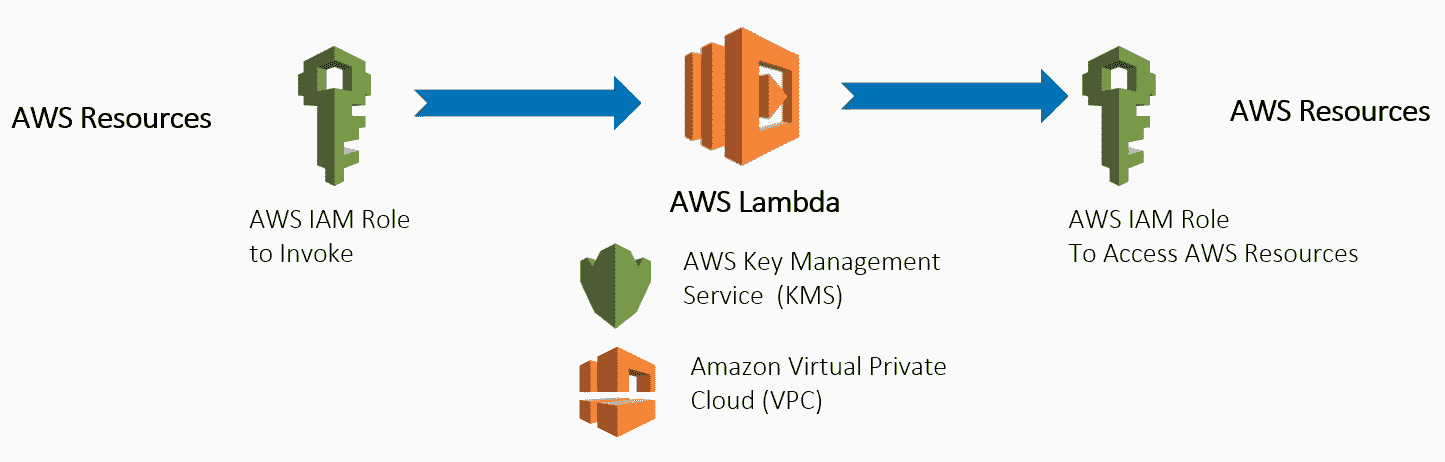 AWS Resources
AWS IAM Role
to Invoke
AWS Lambda
AWS Key Management
Service  (KMS)
Amazon Virtual Private
Cloud (VPC)
AWS IAM Role
To Access AWS Resources
AWS Resources